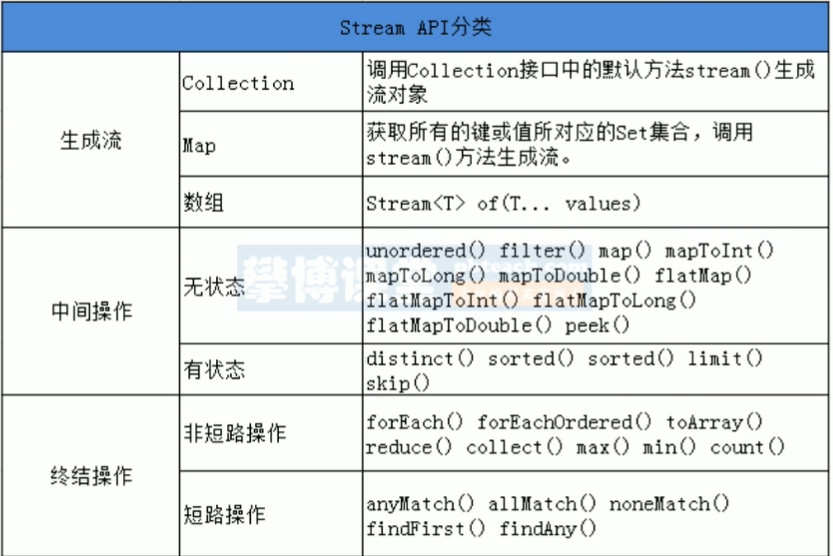 Stream API分类
生成流
Collection
调用Collection接口中的默认方法stream()生成
流对象
Map
获取所有的键或值所对应的Set集合，调用
stream()方法生成流。
数组
Stream<T> of(T... values)
中间操作
无状态
unordered() filter() map() mapToInt()
mapToLong() mapToDouble() flatMap()
flatMapToInt() flatMapToLong()
flatMapToDouble() peek()
有状态
distinct() sorted() sorted() limit()
skip()
终结操作
非短路操作
forEach() forEachOrdered() toArray()
reduce() collect() max() min() count()
短路操作
anyMatch() allMatch() noneMatch()
findFirst() findAny()